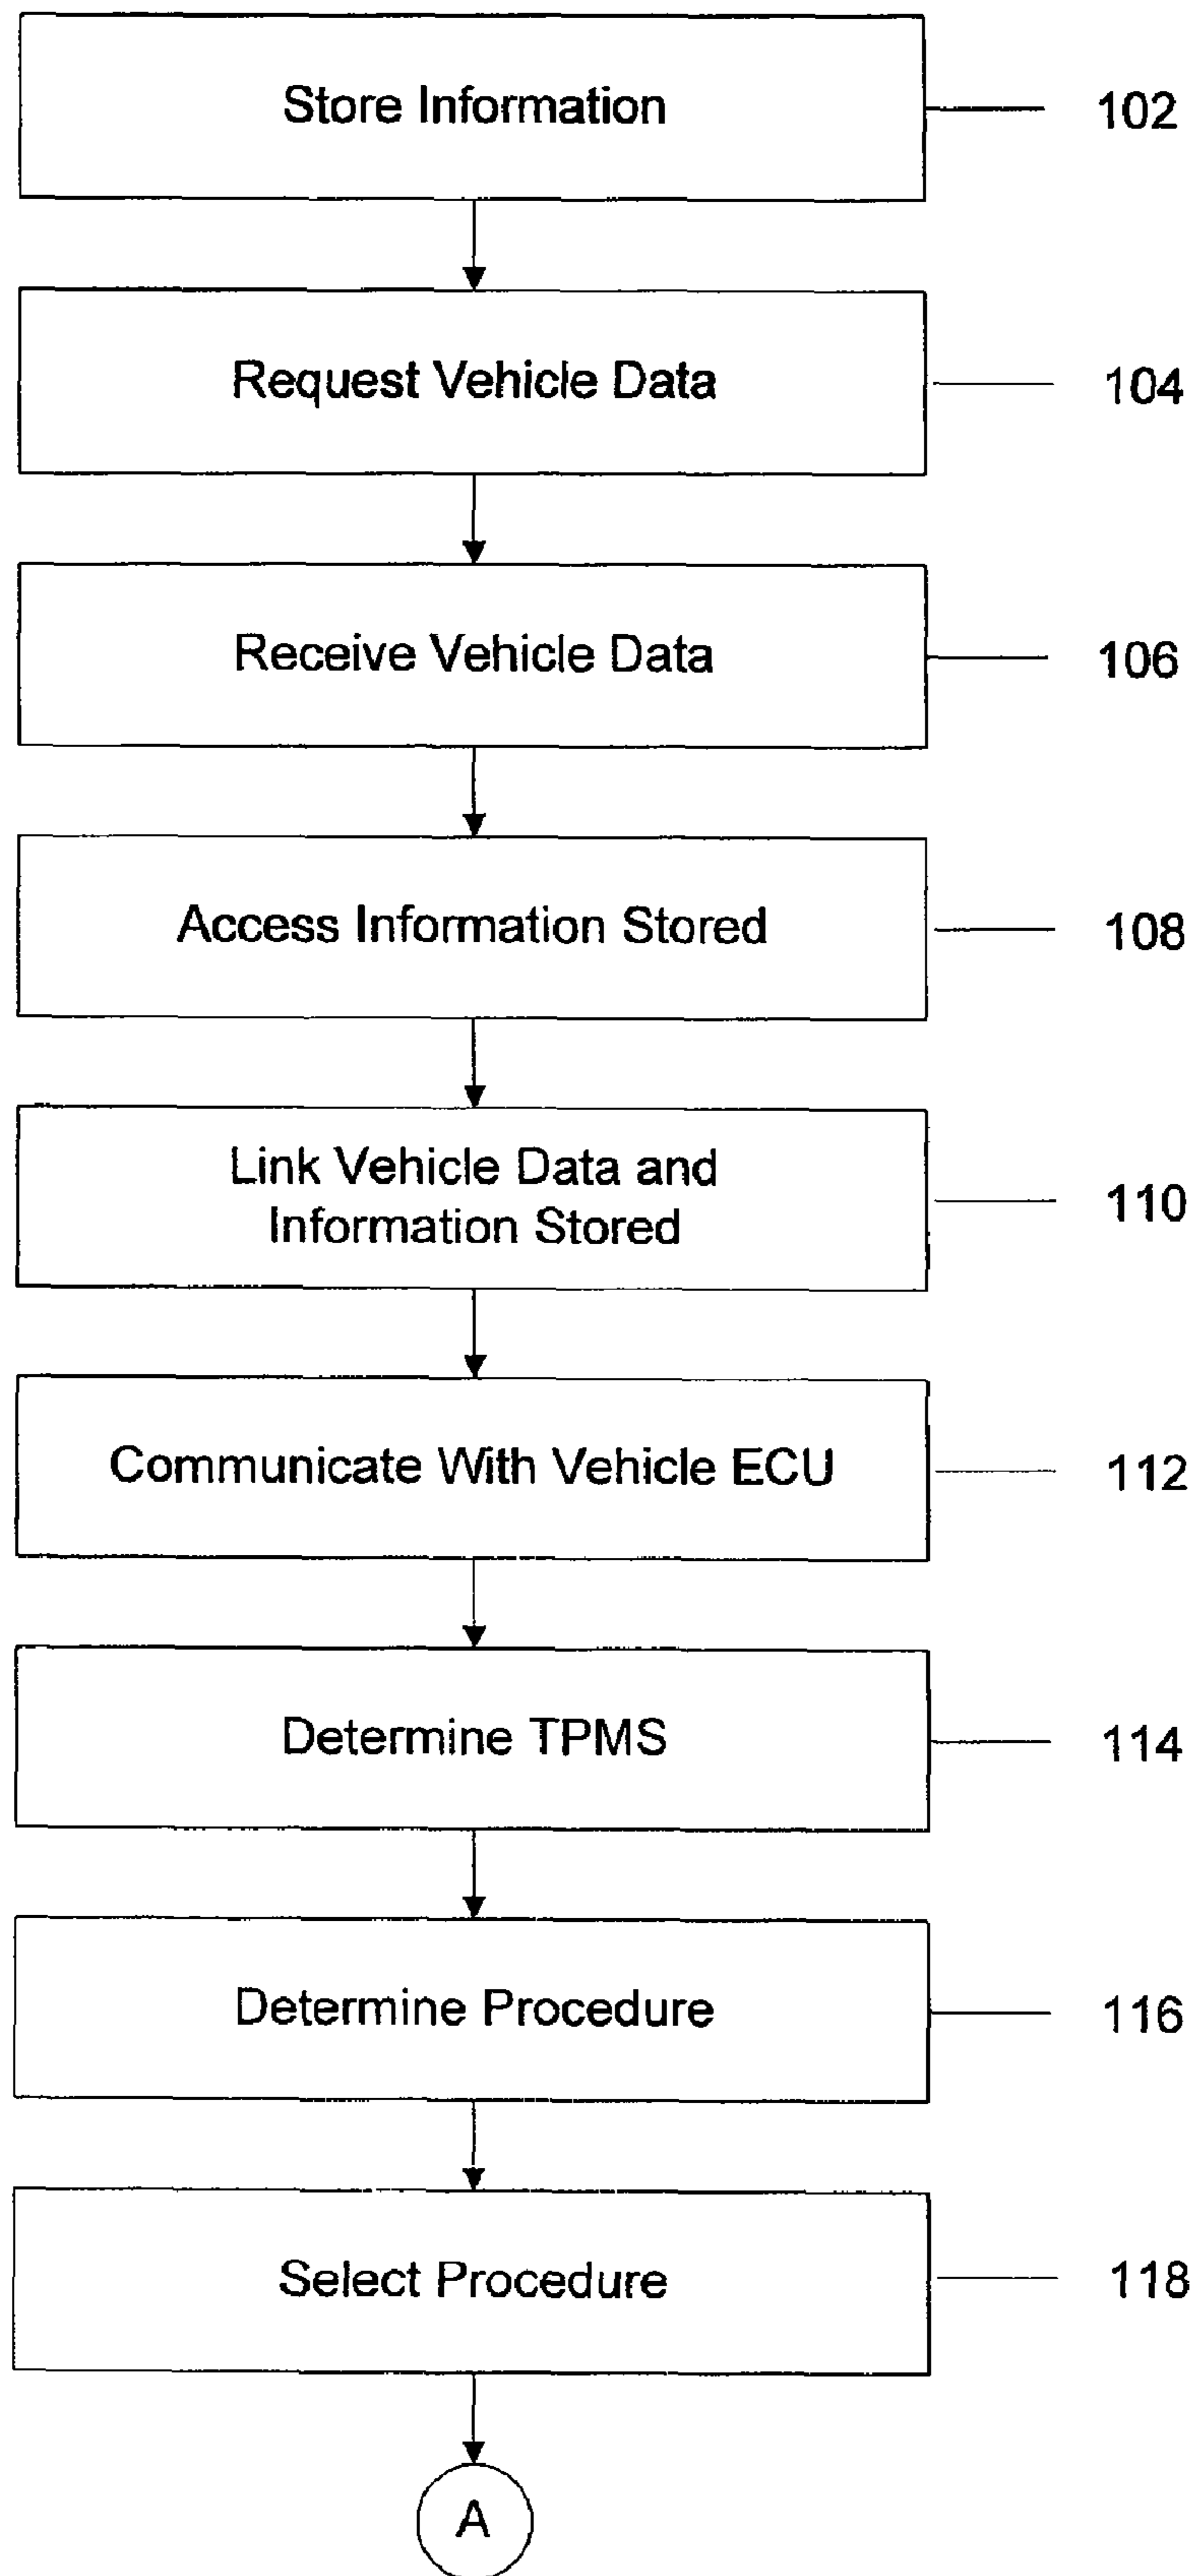 Store Information
102
Request Vehicle Data
104
Receive Vehicle Data
106
Access Information Stored
108
Link Vehicle Data and
Information Stored
110
Communicate With Vehicle ECU
112
Determine TPMS
114
Determine Procedure
116
Select Procedure
118
A